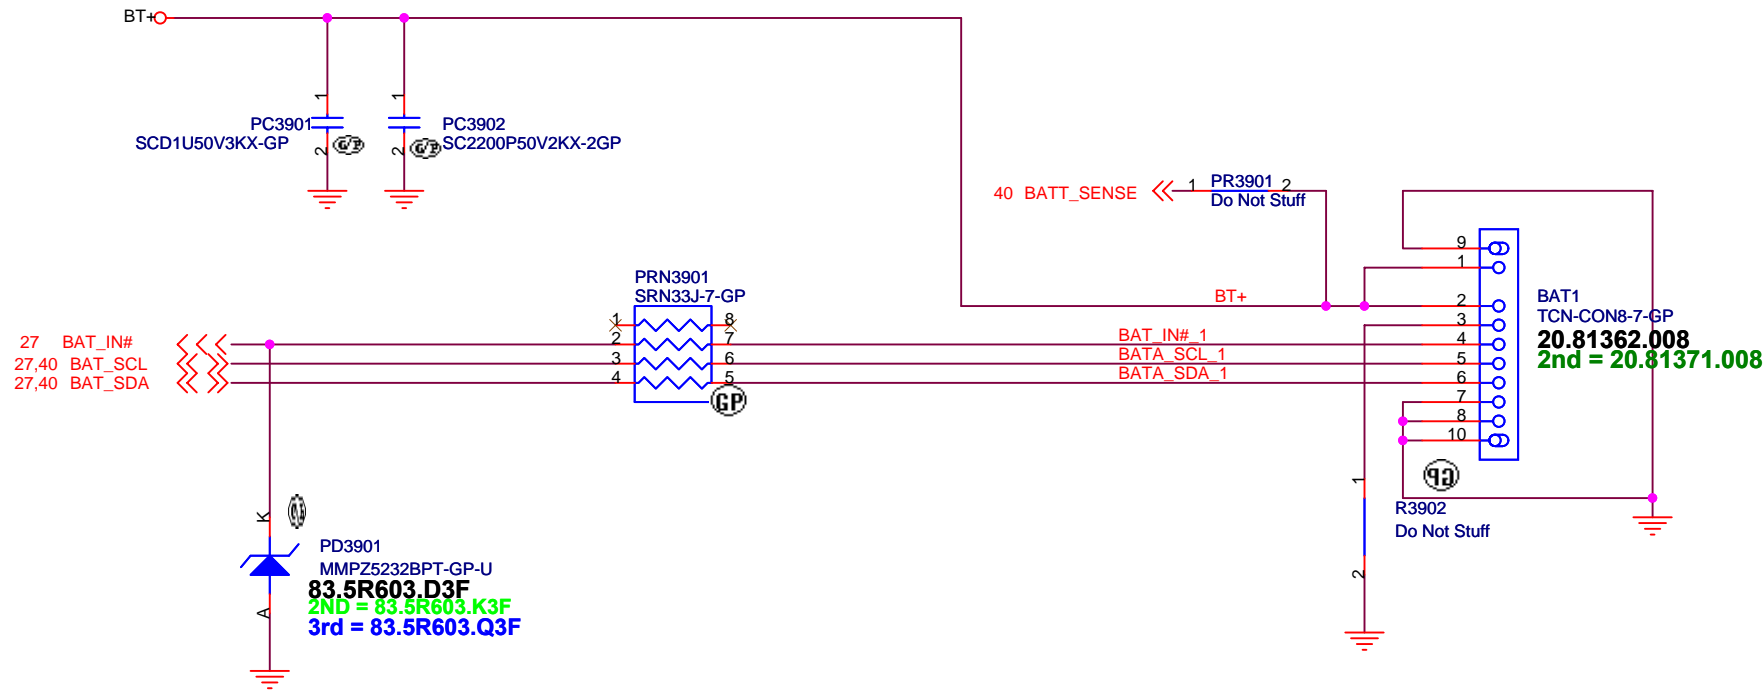 BT+
1
1
PC3901
SCD1U50V3KX-GP
2
PC3902
SC2200P50V2KX-2GP
2
40 BATT_SENSE
1
PR3901
2
Do Not Stuff
9
1
PRN3901
SRN33J-7-GP
BT+
2
BAT1
TCN-CON8-7-GP
20.81362.008
2nd = 20.81371.008
1
8
3
27 BAT_IN#
2
7
BAT_IN#_1
4
27,40 BAT_SCL
3
6
BATA_SCL_1
5
27,40 BAT_SDA
4
5
BATA_SDA_1
6
GP
7
8
10
GP
1
R3902
Do Not Stuff
2
K
PD3901
MMPZ5232BPT-GP-U
83.5R603.D3F
2ND = 83.5R603.K3F
3rd = 83.5R603.Q3F
A